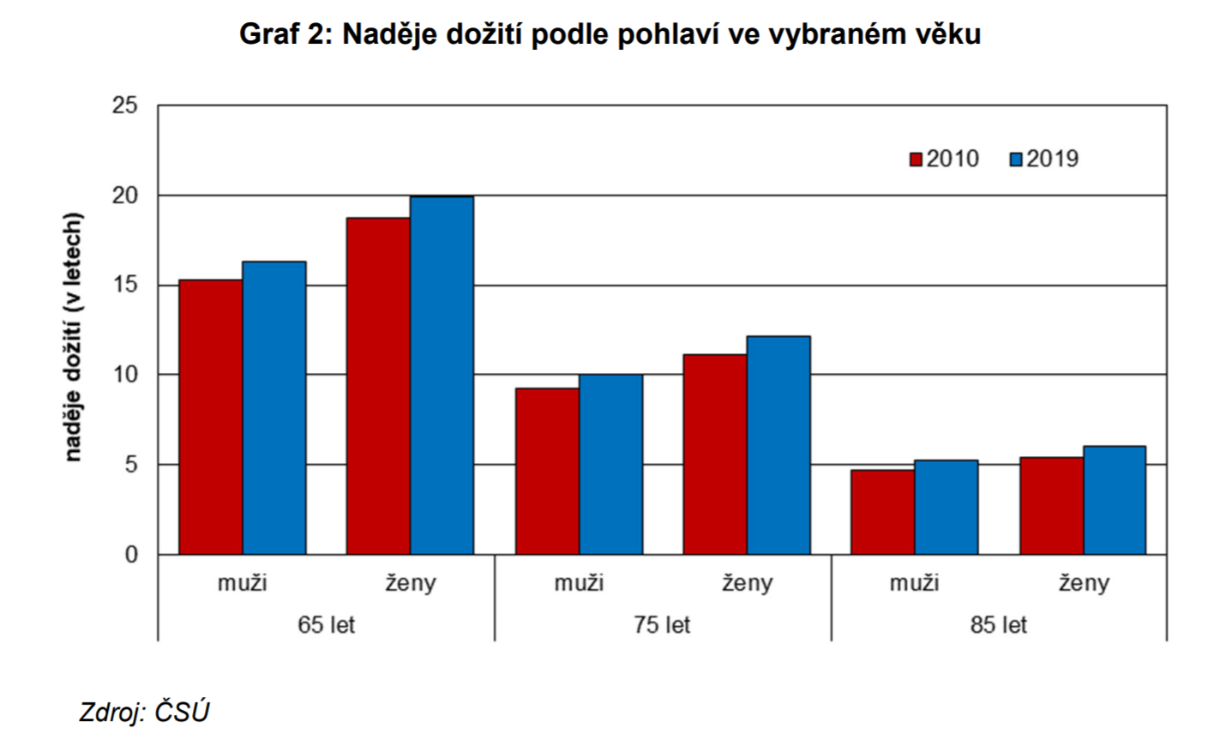 Graf 2: Naděje dožití podle pohlaví ve vybraném věku
25
20
15
10
5
0
naděje dožití (v letech)
2010 2019
muži ženy muži ženy muži ženy
65 let 75 let 85 let
Zdroj: ČSÚ